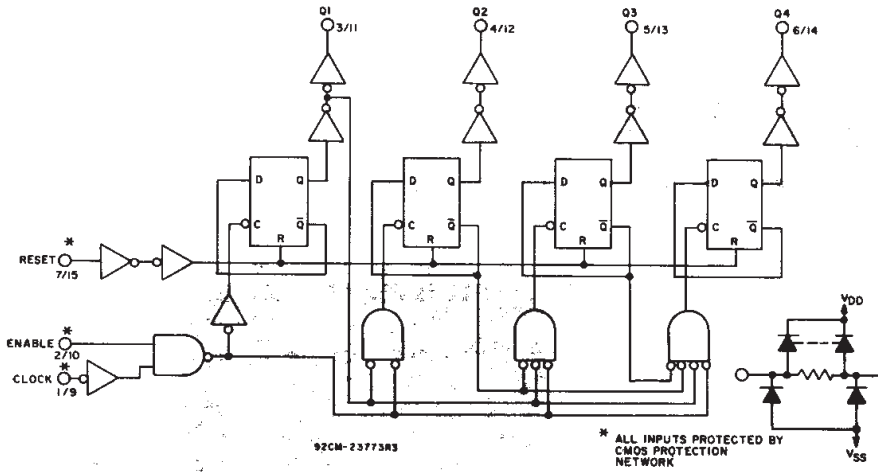 Q1
3/11
Q2
4/12
Q3
5/13
Q4
6/14
D Q
C Q̅
R
D Q
C Q̅
R
D Q
C Q̅
R
D Q
C Q̅
R
*
RESET
7/15
*
ENABLE
2/10
*
CLOCK
1/9
VDD
VSS
92CM-23773R3
* ALL INPUTS PROTECTED BY
CMOS PROTECTION
NETWORK